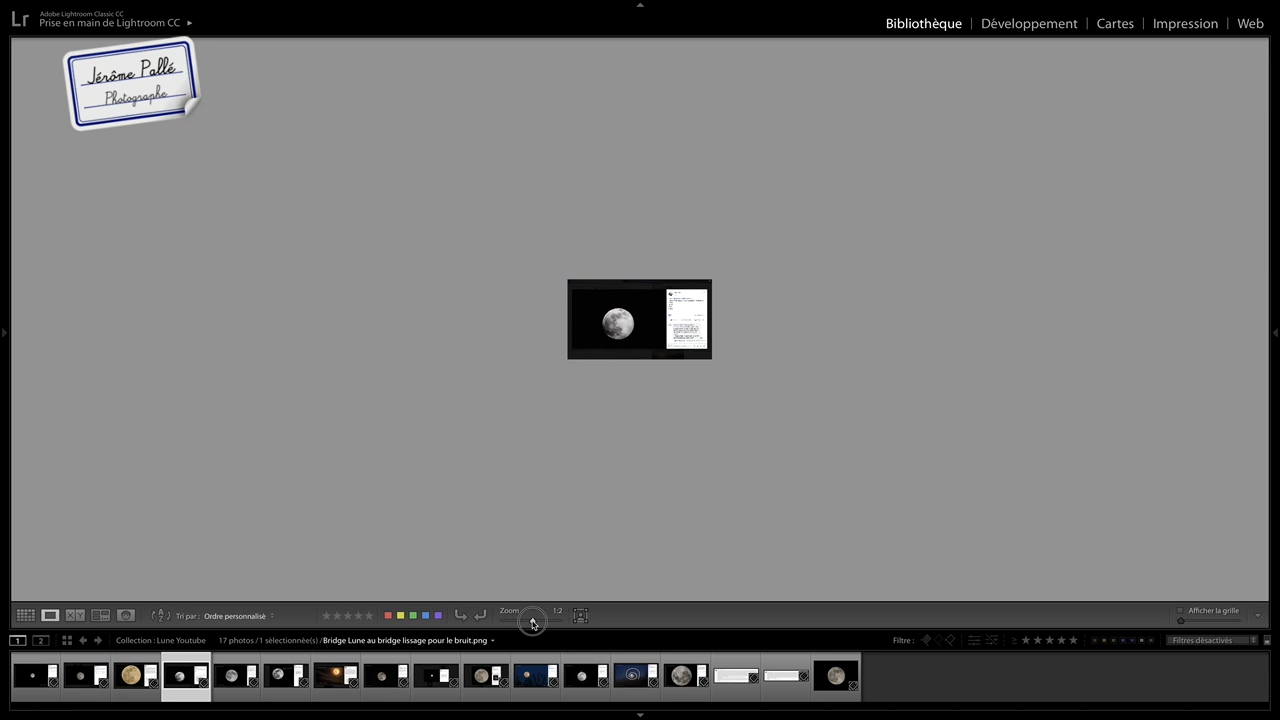 Lr
Adobe Lightroom Classic CC
Prise en main de Lightroom CC
Bibliothèque | Développement | Cartes | Impression | Web
Jérôme Pallé
Photographe
Tri par : Ordre personnalisé
Zoom 1:2
Afficher la grille
1 2
Collection : Lune Youtube
17 photos / 1 sélectionnée(s) / Bridge Lune au bridge lissage pour le bruit.png
Filtre :
Filtres désactivés